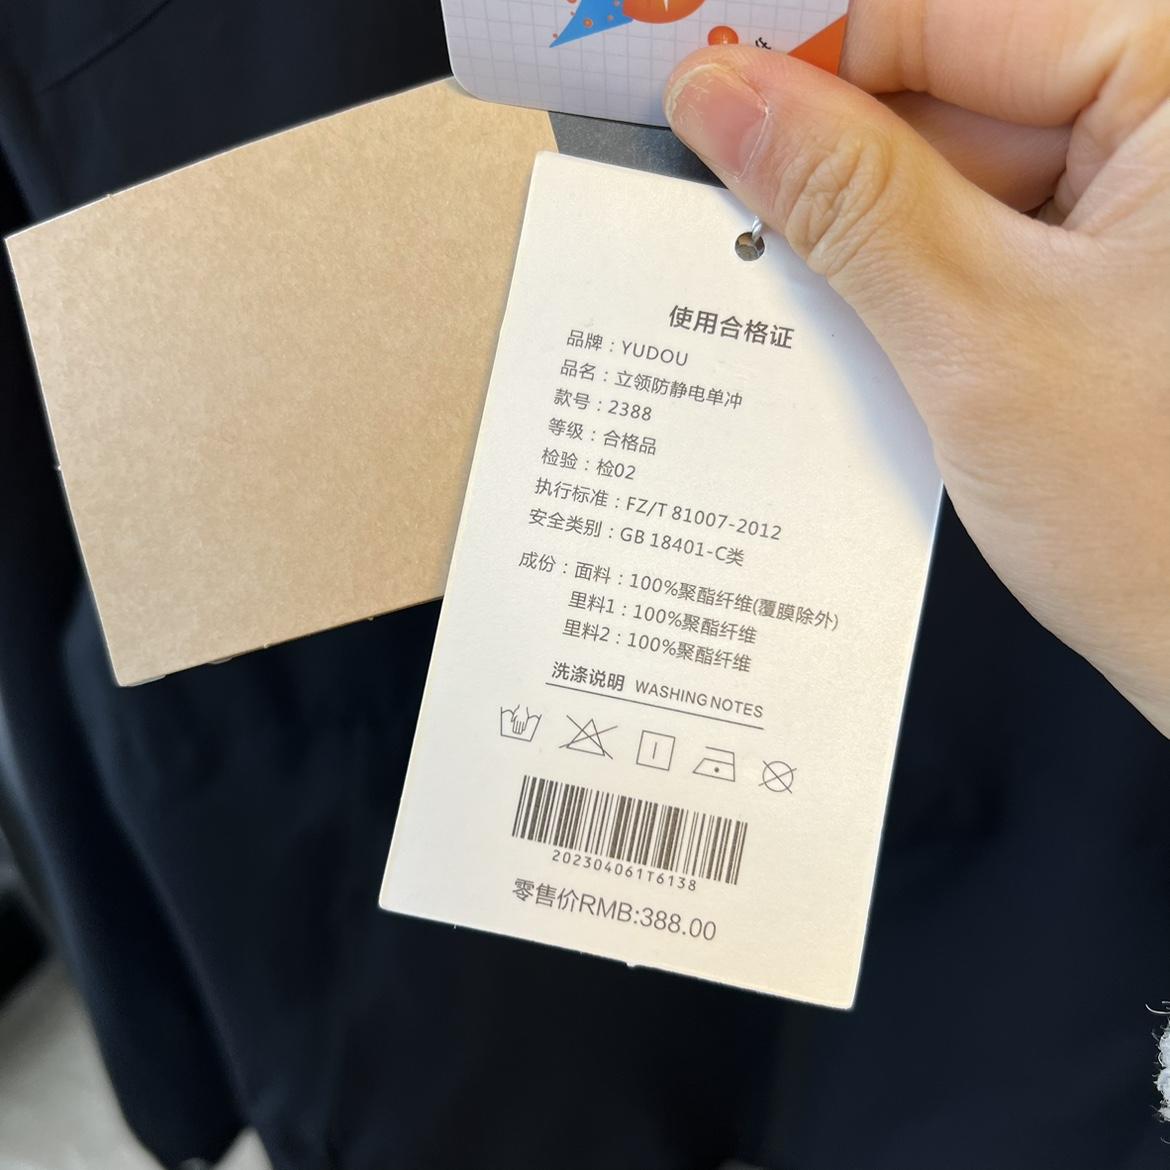 使用合格证
品牌：YUDOU
品名：立领防静电单冲
款号：2388
等级：合格品
检验：检02
执行标准：FZ/T 81007-2012
安全类别：GB 18401-C类
成份：面料：100%聚酯纤维(覆膜除外)
里料1：100%聚酯纤维
里料2：100%聚酯纤维
洗涤说明 WASHING NOTES
202304061T6138
零售价RMB:388.00